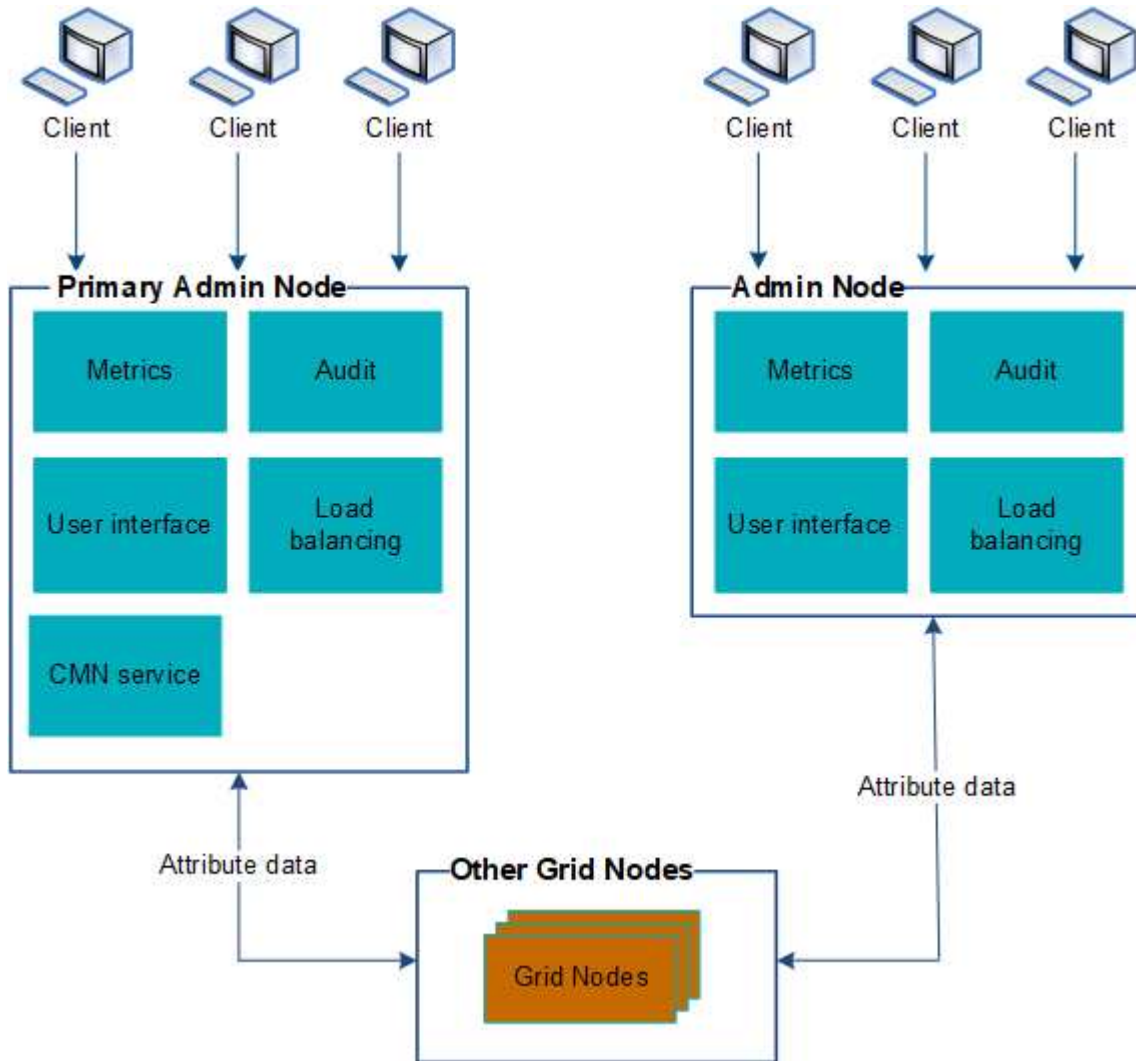 Client
Client
Client
Client
Client
Client
Primary Admin Node
Metrics
Audit
User interface
Load
balancing
CMN service
Admin Node
Metrics
Audit
User interface
Load
balancing
Attribute data
Attribute data
Other Grid Nodes
Grid Nodes